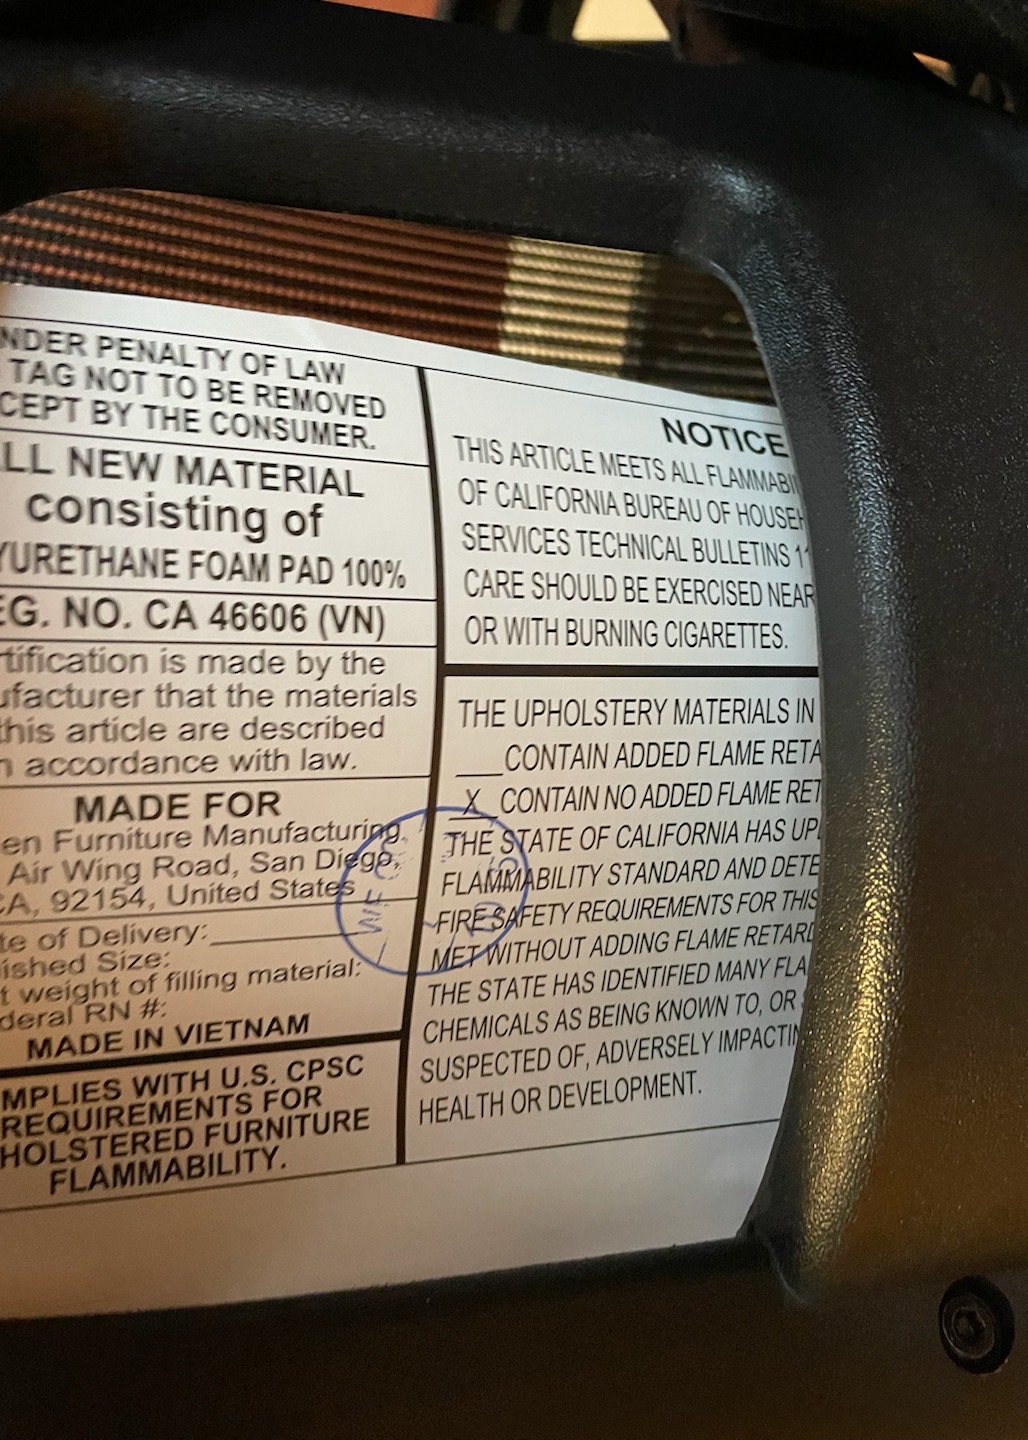 NDER PENALTY OF LAW
TAG NOT TO BE REMOVED
CEPT BY THE CONSUMER.
LL NEW MATERIAL
consisting of
YURETHANE FOAM PAD 100%
EG. NO. CA 46606 (VN)
rtification is made by the
ufacturer that the materials
this article are described
n accordance with law.
MADE FOR
en Furniture Manufacturing
Air Wing Road, San Diego,
CA, 92154, United States
te of Delivery:
ished Size:
t weight of filling material:
deral RN #:
MADE IN VIETNAM
MPLIES WITH U.S. CPSC
REQUIREMENTS FOR
HOLSTERED FURNITURE
FLAMMABILITY.
NOTICE
THIS ARTICLE MEETS ALL FLAMMABI
OF CALIFORNIA BUREAU OF HOUSEH
SERVICES TECHNICAL BULLETINS 11
CARE SHOULD BE EXERCISED NEAR
OR WITH BURNING CIGARETTES.
THE UPHOLSTERY MATERIALS IN
___CONTAIN ADDED FLAME RETA
_X_ CONTAIN NO ADDED FLAME RET
THE STATE OF CALIFORNIA HAS UP
FLAMMABILITY STANDARD AND DETE
FIRE SAFETY REQUIREMENTS FOR THIS
MET WITHOUT ADDING FLAME RETARD
THE STATE HAS IDENTIFIED MANY FLA
CHEMICALS AS BEING KNOWN TO, OR
SUSPECTED OF, ADVERSELY IMPACTIN
HEALTH OR DEVELOPMENT.